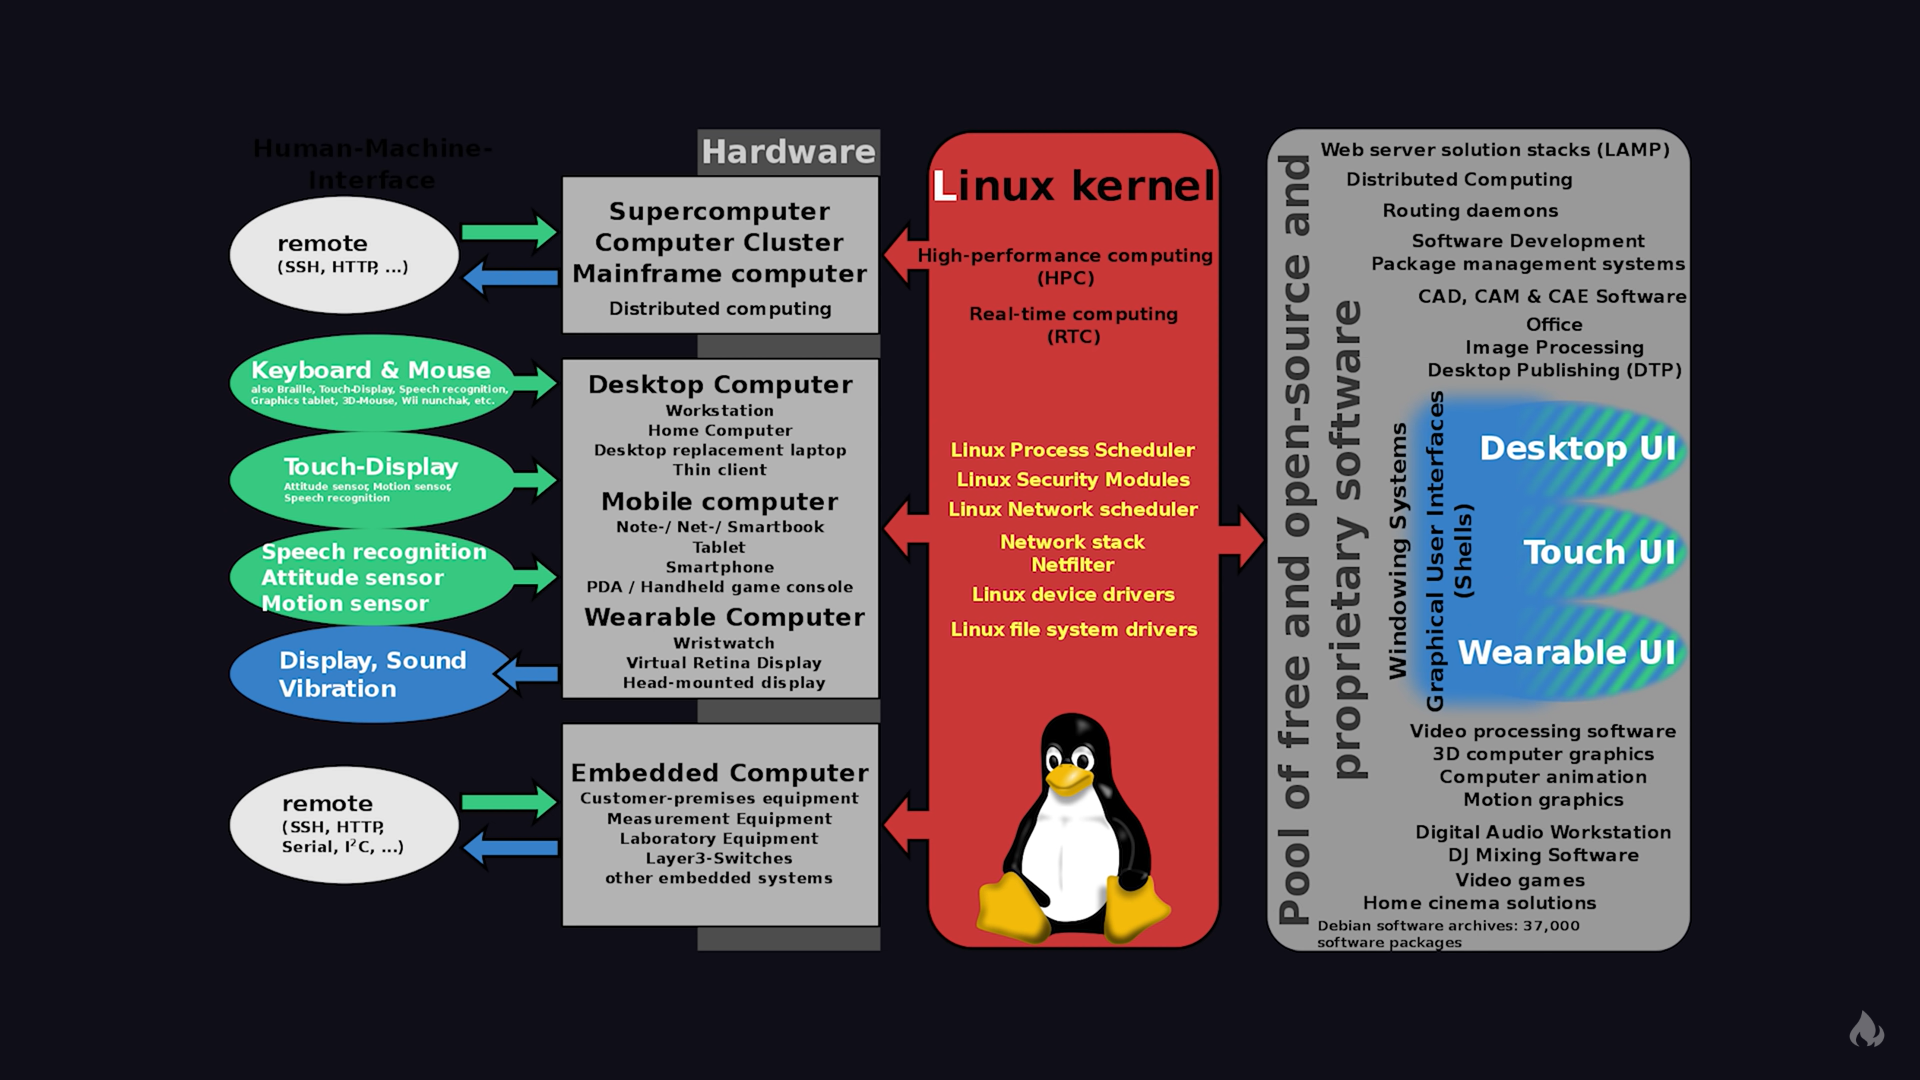 Human-Machine-
Interface
remote
(SSH, HTTP, ...)
Keyboard & Mouse
also Braille, Touch-Display, Speech recognition,
Graphics tablet, 3D-Mouse, Wii nunchak, etc.
Touch-Display
Attitude sensor, Motion sensor,
Speech recognition
Speech recognition
Attitude sensor
Motion sensor
Display, Sound
Vibration
remote
(SSH, HTTP,
Serial, I²C, ...)
Hardware
Supercomputer
Computer Cluster
Mainframe computer
Distributed computing
Desktop Computer
Workstation
Home Computer
Desktop replacement laptop
Thin client
Mobile computer
Note-/ Net-/ Smartbook
Tablet
Smartphone
PDA / Handheld game console
Wearable Computer
Wristwatch
Virtual Retina Display
Head-mounted display
Embedded Computer
Customer-premises equipment
Measurement Equipment
Laboratory Equipment
Layer3-Switches
other embedded systems
Linux kernel
High-performance computing
(HPC)
Real-time computing
(RTC)
Linux Process Scheduler
Linux Security Modules
Linux Network scheduler
Network stack
Netfilter
Linux device drivers
Linux file system drivers
Pool of free and open-source and
proprietary software
Web server solution stacks (LAMP)
Distributed Computing
Routing daemons
Software Development
Package management systems
CAD, CAM & CAE Software
Office
Image Processing
Desktop Publishing (DTP)
Windowing Systems
Graphical User Interfaces
(Shells)
Desktop UI
Touch UI
Wearable UI
Video processing software
3D computer graphics
Computer animation
Motion graphics
Digital Audio Workstation
DJ Mixing Software
Video games
Home cinema solutions
Debian software archives: 37,000
software packages